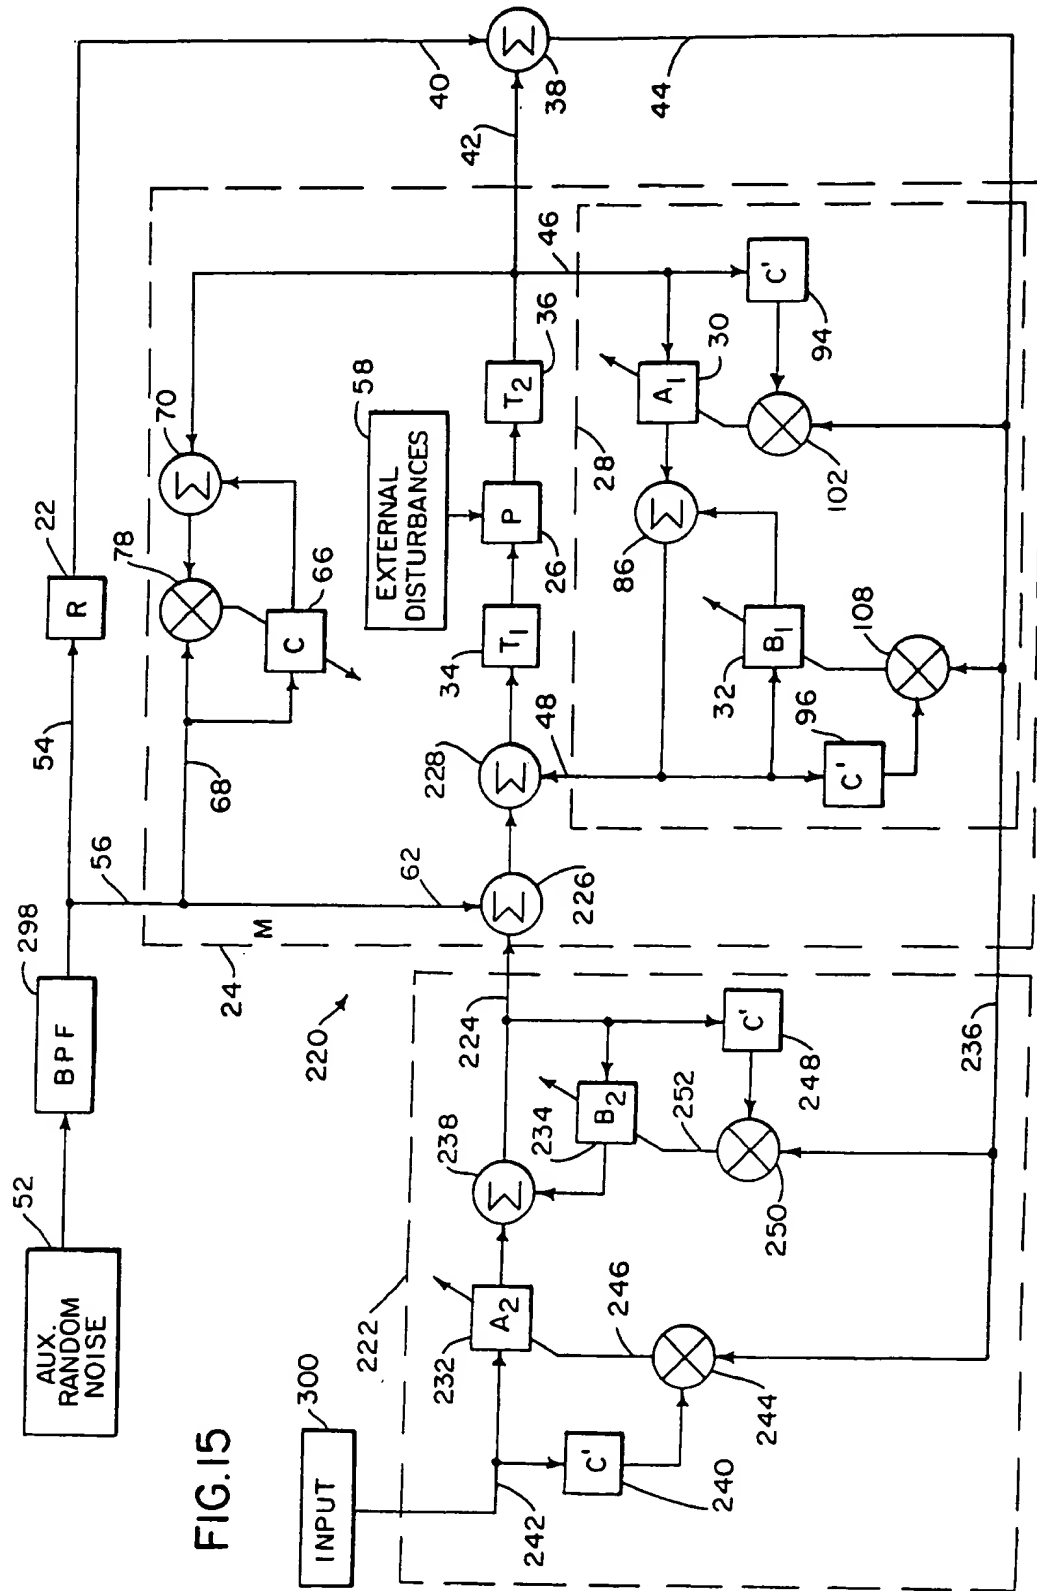 FIG.15
AUX.
RANDOM
NOISE
52
BPF
298
54
R
22
40
Σ
38
44
56
68
78
70
Σ
C
66
42
24
M
62
EXTERNAL
DISTURBANCES
58
220
INPUT
300
222
242
A2
232
Σ
238
224
Σ
226
Σ
228
T1
34
P
26
T2
36
46
48
28
A1
30
C'
94
102
Σ
86
B1
32
108
C'
96
C'
240
244
246
B2
234
252
250
C'
248
236